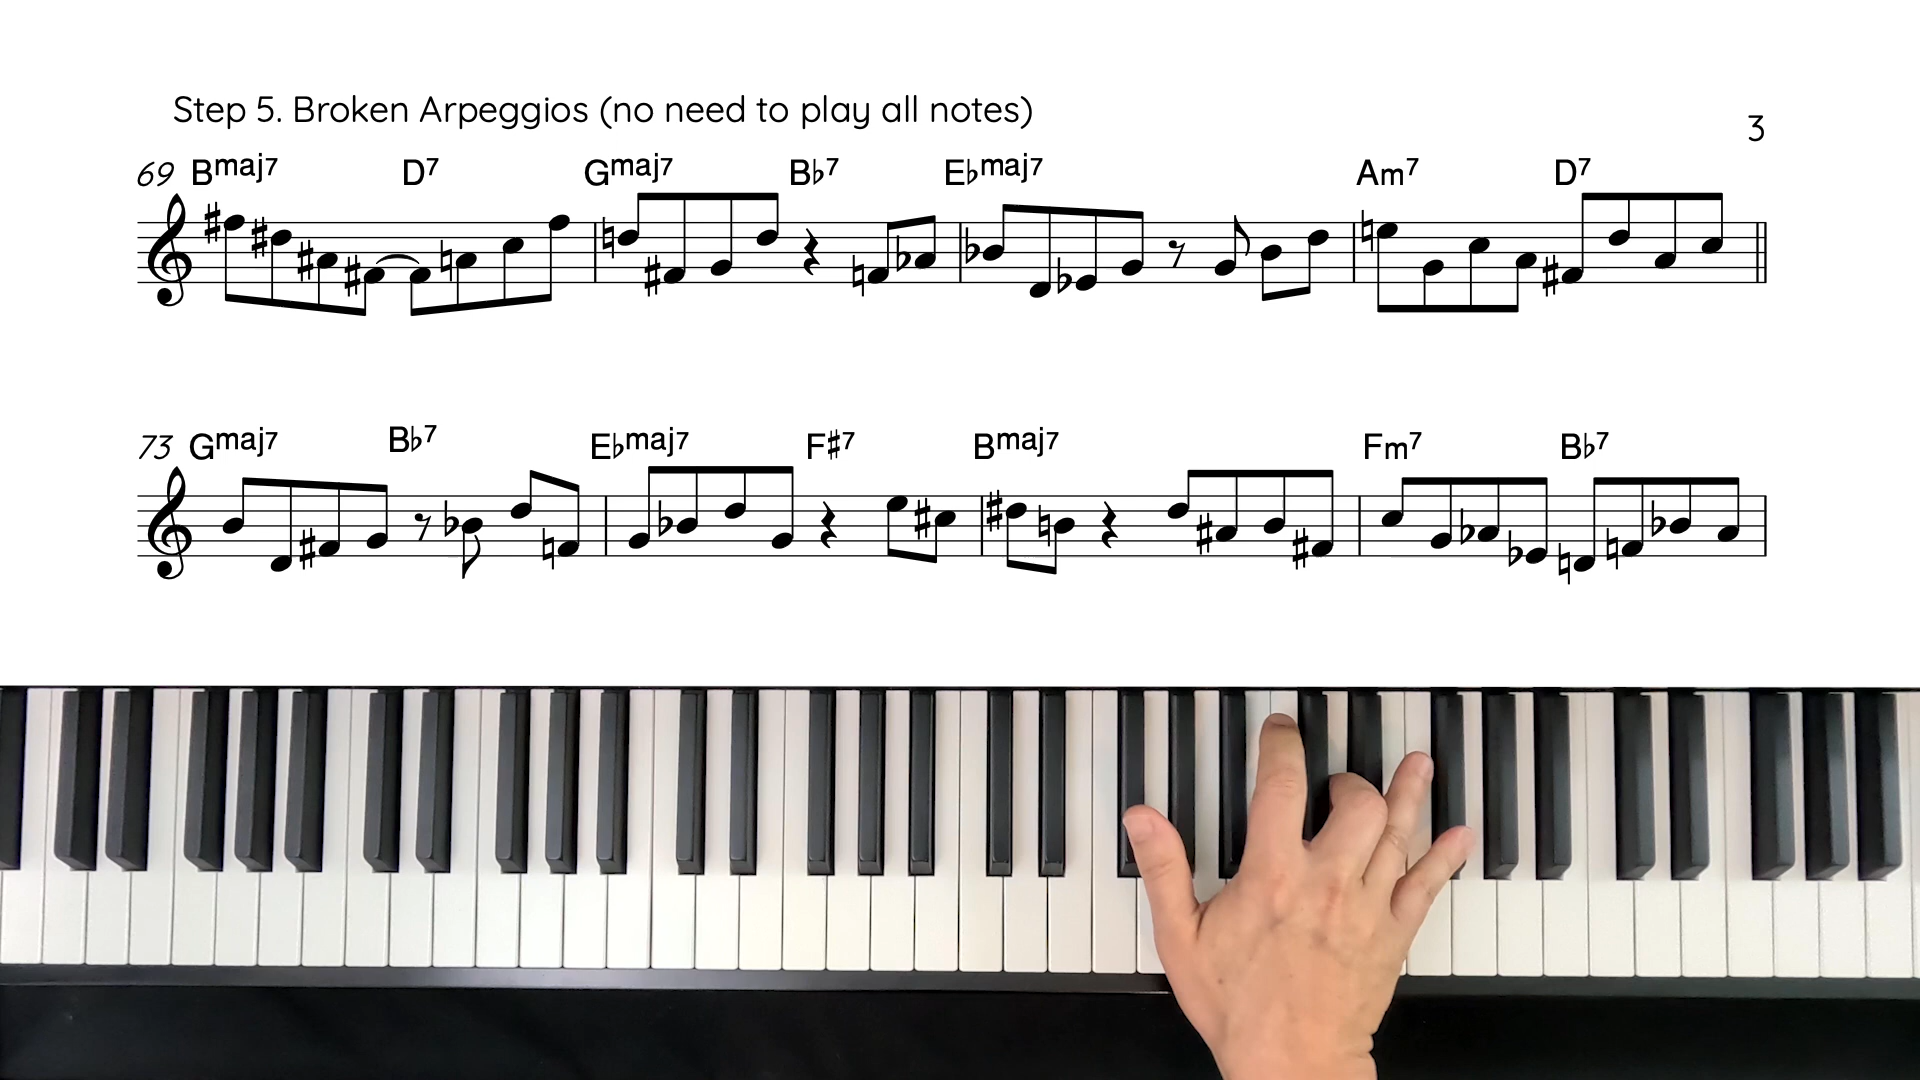 Step 5. Broken Arpeggios (no need to play all notes)
3
69 Bmaj7 D7 Gmaj7 B♭7 E♭maj7 Am7 D7
73 Gmaj7 B♭7 E♭maj7 F♯7 Bmaj7 Fm7 B♭7